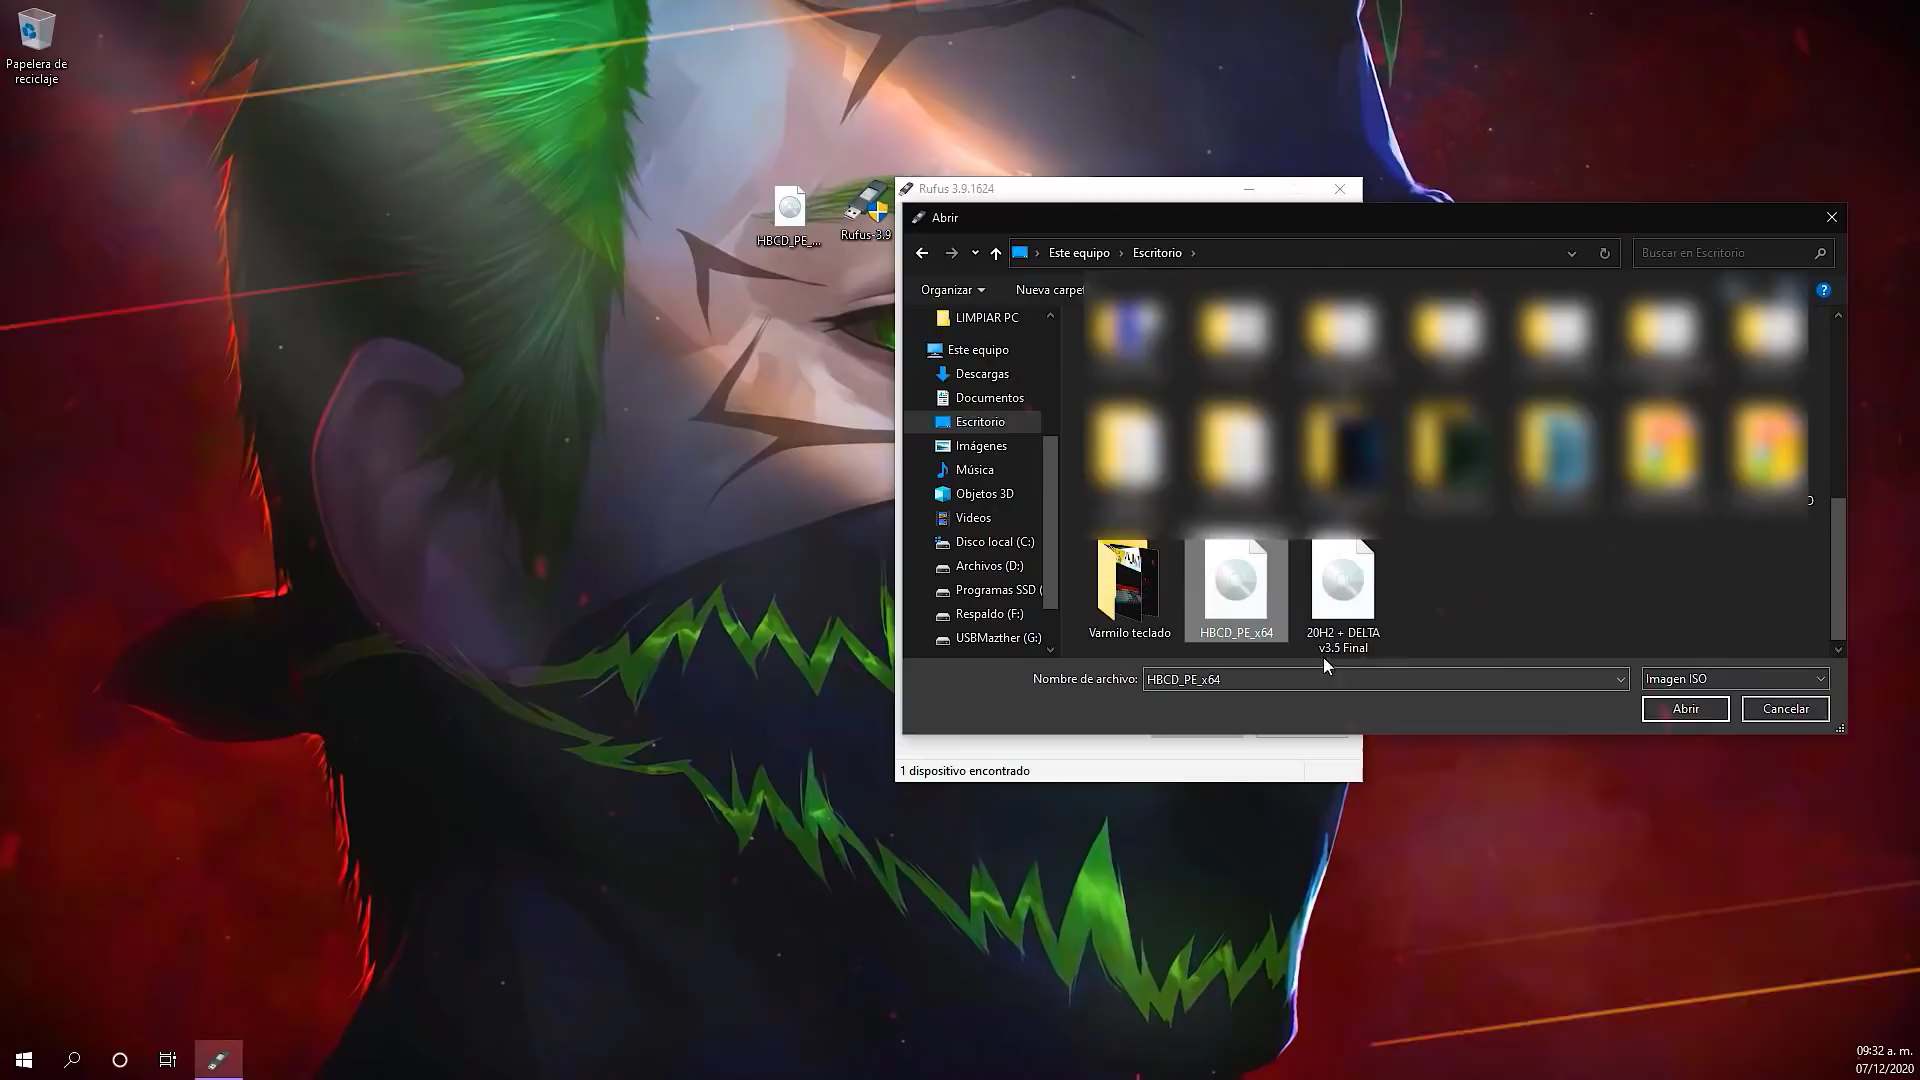 Papelera de
reciclaje
HBCD_PE_...
Rufus-3.9
Rufus 3.9.1624
Abrir
Este equipo
Escritorio
Buscar en Escritorio
Organizar
Nueva carpet
LIMPIAR PC
Este equipo
Descargas
Documentos
Escritorio
Imágenes
Música
Objetos 3D
Videos
Disco local (C:)
Archivos (D:)
Programas SSD (
Respaldo (F:)
USBMazther (G:)
Varmilo teclado
HBCD_PE_x64
20H2 + DELTA
v3.5 Final
Nombre de archivo:
HBCD_PE_x64
Imagen ISO
Abrir
Cancelar
1 dispositivo encontrado
09:32 a. m.
07/12/2020